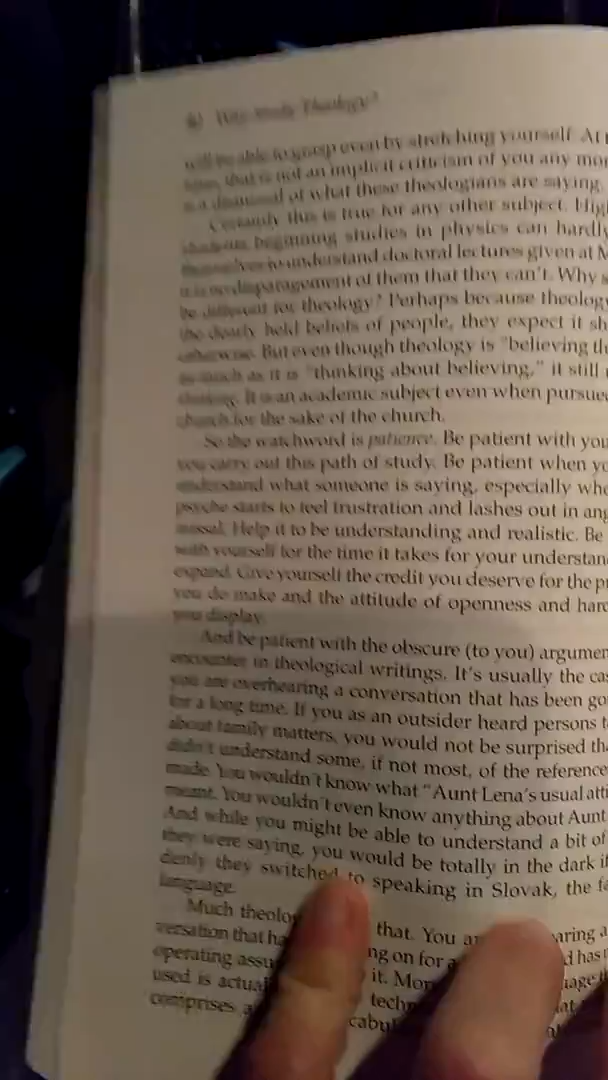 Why Study Theology?
will be able to grasp even by stretching yourself. At
that is not an implicit criticism of you any mor
is a dismissal of what these theologians are saying.
Certainly this is true for any other subject. Hig
students beginning studies in physics can hardly
themselves to understand doctoral lectures given at M
it is no disparagement of them that they can't. Why s
be different for theology? Perhaps because theology
the dearly held beliefs of people, they expect it sh
otherwise. But even though theology is "believing th
as much as it is "thinking about believing," it still
thinking. It is an academic subject even when pursue
church for the sake of the church.
So the watchword is patience. Be patient with you
you carry out this path of study. Be patient when yo
understand what someone is saying, especially whe
psyche starts to feel frustration and lashes out in ang
missal. Help it to be understanding and realistic. Be
with yourself for the time it takes for your understan
expand. Give yourself the credit you deserve for the p
you do make and the attitude of openness and hard
you display.
And be patient with the obscure (to you) argumen
encounter in theological writings. It's usually the cas
you are overhearing a conversation that has been go
for a long time. If you as an outsider heard persons t
about family matters, you would not be surprised th
didn't understand some, if not most, of the reference
made. You wouldn't know what "Aunt Lena's usual atti
meant. You wouldn't even know anything about Aunt
And while you might be able to understand a bit of
they were saying, you would be totally in the dark if
denly they switched to speaking in Slovak, the fa
language.
Much theolo that. You a aring a
versation that ha ng on for a d has
operating assu it. Mor uage
used is actual techn
comprises a cabul